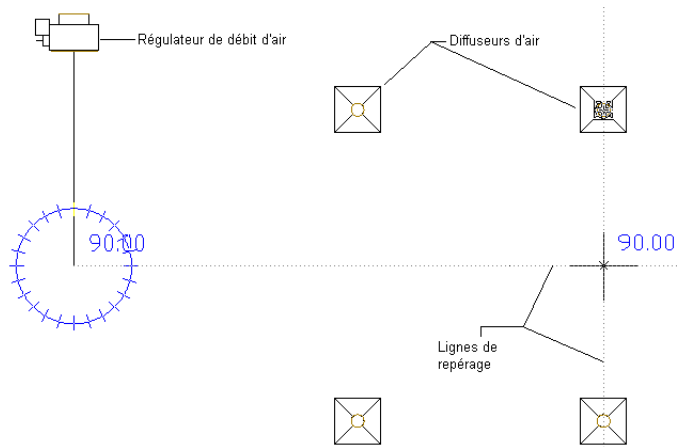 Régulateur de débit d'air
Diffuseurs d'air
90.00
90.00
Lignes de
repérage